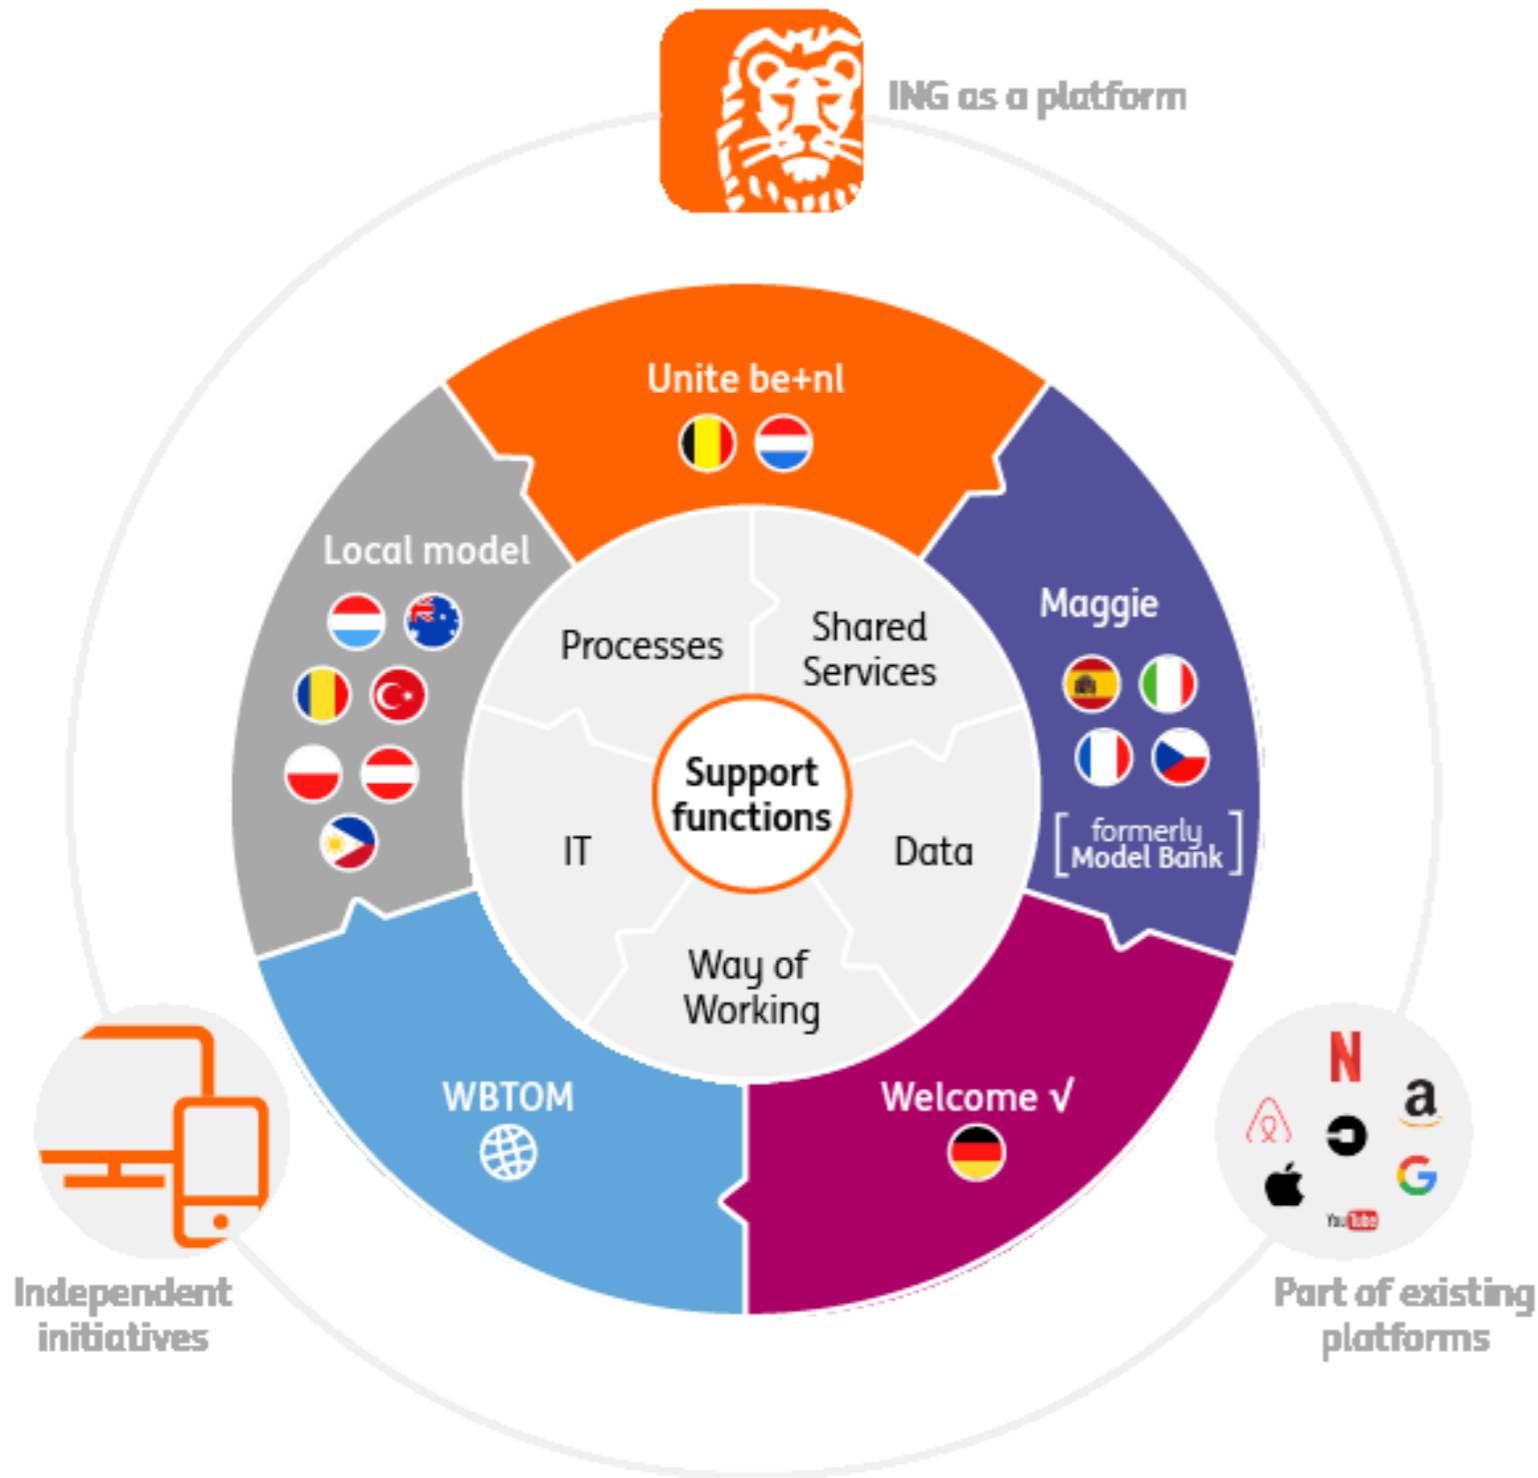 ING as a platform
Unite be+nl
Local model
Maggie
[formerly
Model Bank]
Processes
Shared
Services
Support
functions
IT
Data
Way of
Working
WBTOM
Welcome √
N
a
G
YouTube
Independent
initiatives
Part of existing
platforms